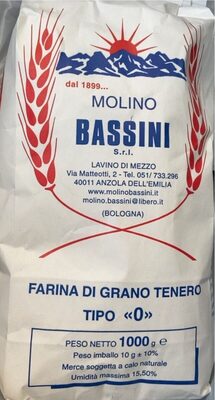 dal 1899...
MOLINO
BASSINI
S.r.l.
LAVINO DI MEZZO
Via Matteotti, 2 - Tel. 051/ 733.296
40011 ANZOLA DELL'EMILIA
www.molinobassini.it
molino.bassini@libero.it
(BOLOGNA)
FARINA DI GRANO TENERO
TIPO «0»
PESO NETTO 1000 g e
Peso imballo 10 g ± 10%
Merce soggetta a calo naturale
Umidità massima 15,50%